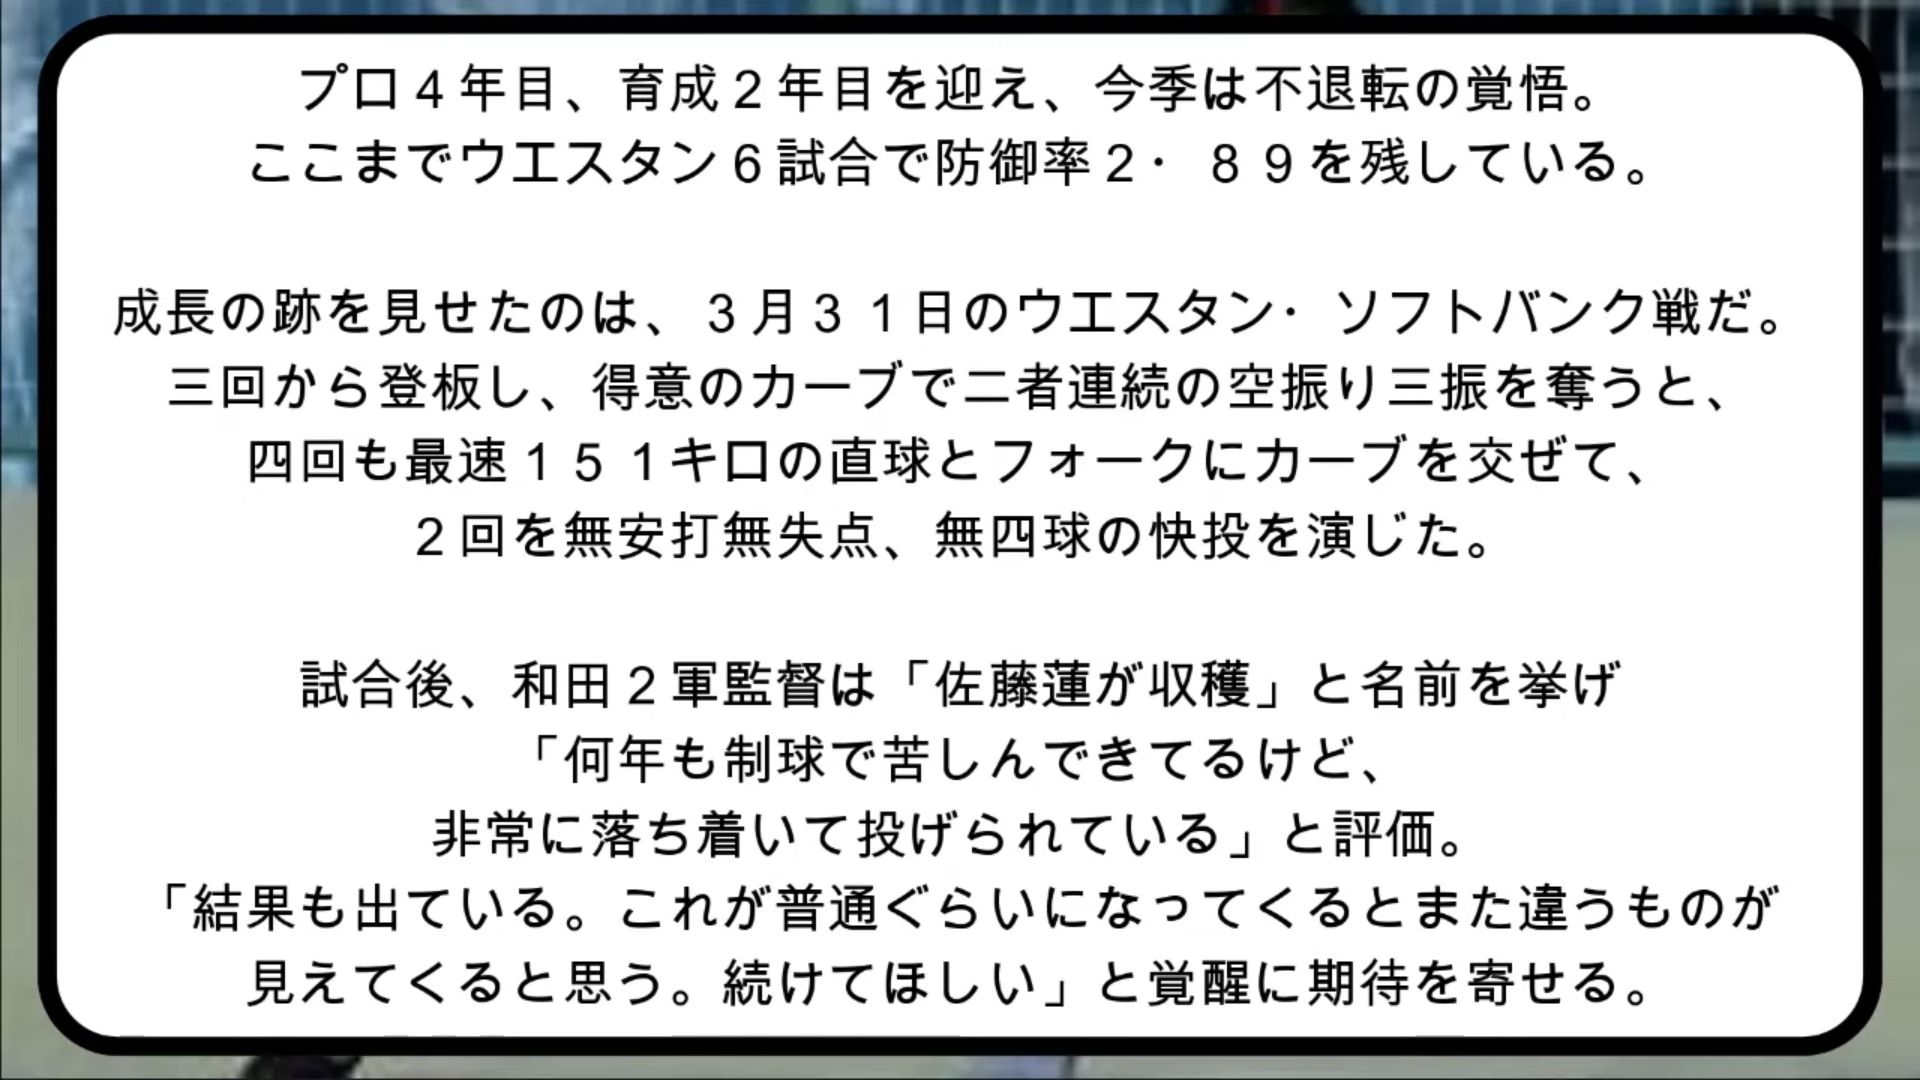 プロ４年目、育成２年目を迎え、今季は不退転の覚悟。
ここまでウエスタン６試合で防御率２・８９を残している。
成長の跡を見せたのは、３月３１日のウエスタン・ソフトバンク戦だ。
三回から登板し、得意のカーブで二者連続の空振り三振を奪うと、
四回も最速１５１キロの直球とフォークにカーブを交ぜて、
２回を無安打無失点、無四球の快投を演じた。
試合後、和田２軍監督は「佐藤蓮が収穫」と名前を挙げ
「何年も制球で苦しんできてるけど、
非常に落ち着いて投げられている」と評価。
「結果も出ている。これが普通ぐらいになってくるとまた違うものが
見えてくると思う。続けてほしい」と覚醒に期待を寄せる。